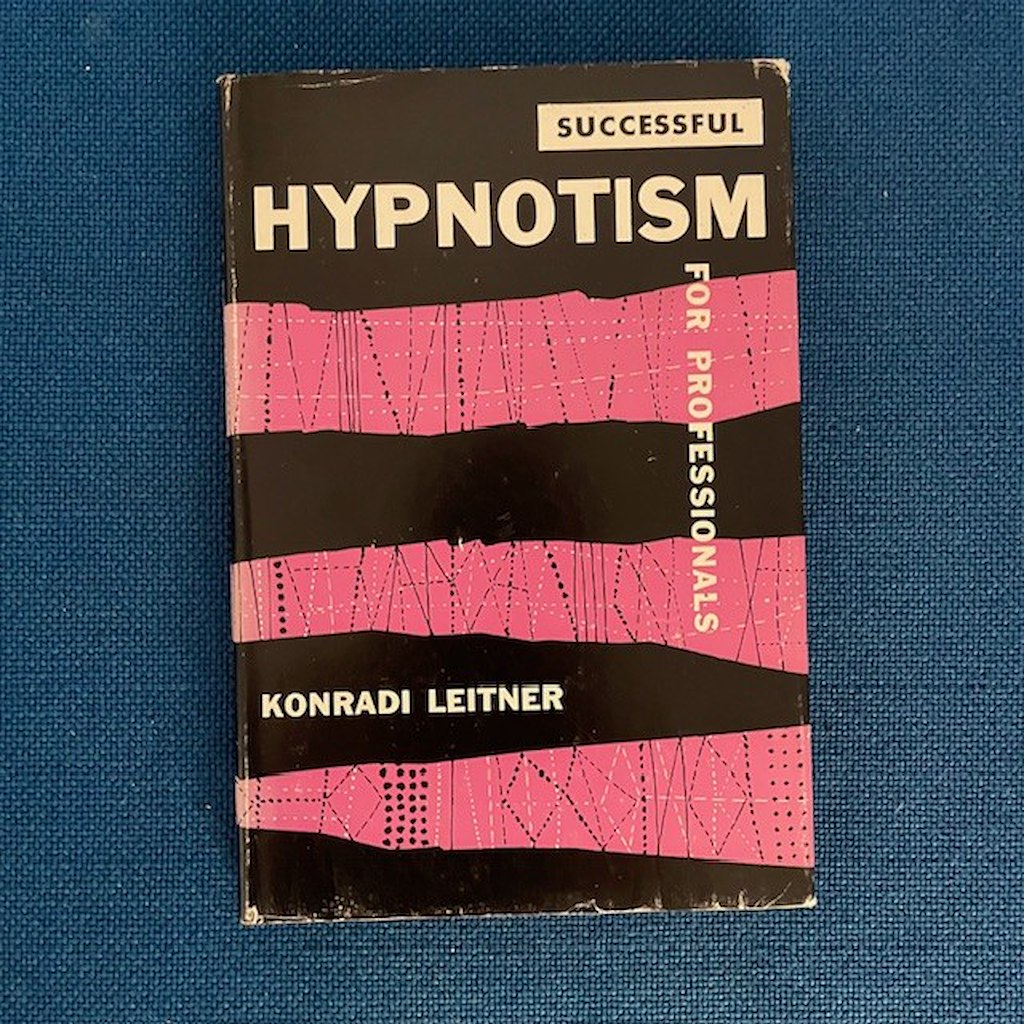 SUCCESSFUL
HYPNOTISM
FOR PROFESSIONALS
KONRADI LEITNER